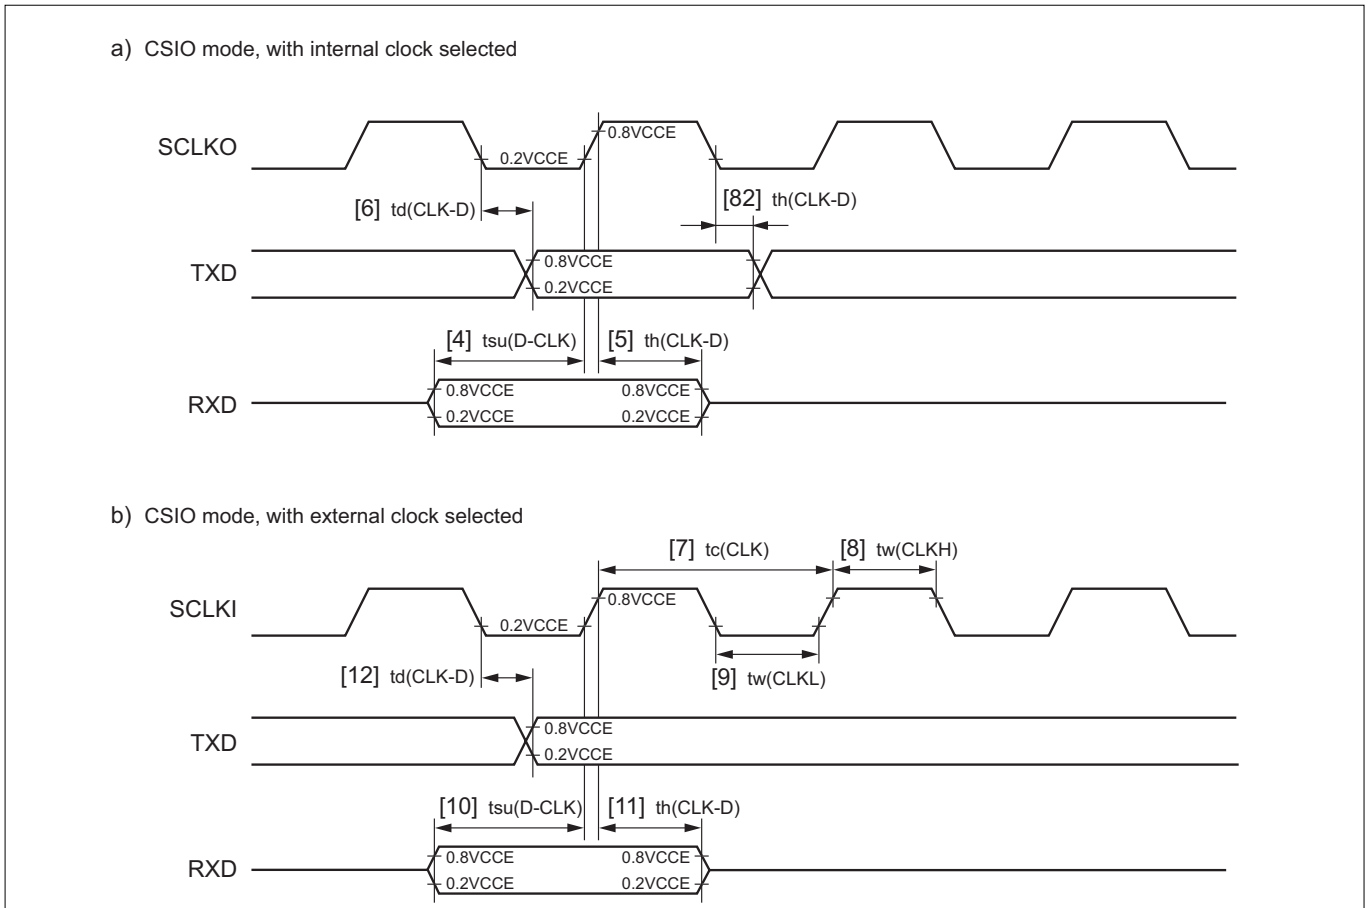 a) CSIO mode, with internal clock selected
SCLKO
0.2VCCE
0.8VCCE
[6] td(CLK-D)
[82] th(CLK-D)
TXD
0.8VCCE
0.2VCCE
[4] tsu(D-CLK)
[5] th(CLK-D)
RXD
0.8VCCE
0.8VCCE
0.2VCCE
0.2VCCE
b) CSIO mode, with external clock selected
[7] tc(CLK)
[8] tw(CLKH)
SCLKI
0.2VCCE
0.8VCCE
[12] td(CLK-D)
[9] tw(CLKL)
TXD
0.8VCCE
0.2VCCE
[10] tsu(D-CLK)
[11] th(CLK-D)
RXD
0.8VCCE
0.8VCCE
0.2VCCE
0.2VCCE